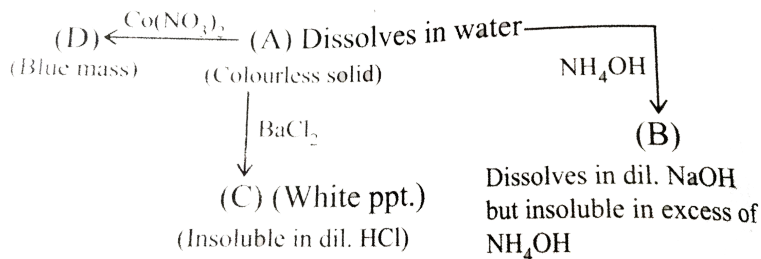 Co(NO₃)₂
(D) (A) Dissolves in water
(Blue mass) (Colourless solid) NH₄OH
BaCl₂
(B)
(C) (White ppt.) Dissolves in dil. NaOH
(Insoluble in dil. HCl) but insoluble in excess of
NH₄OH